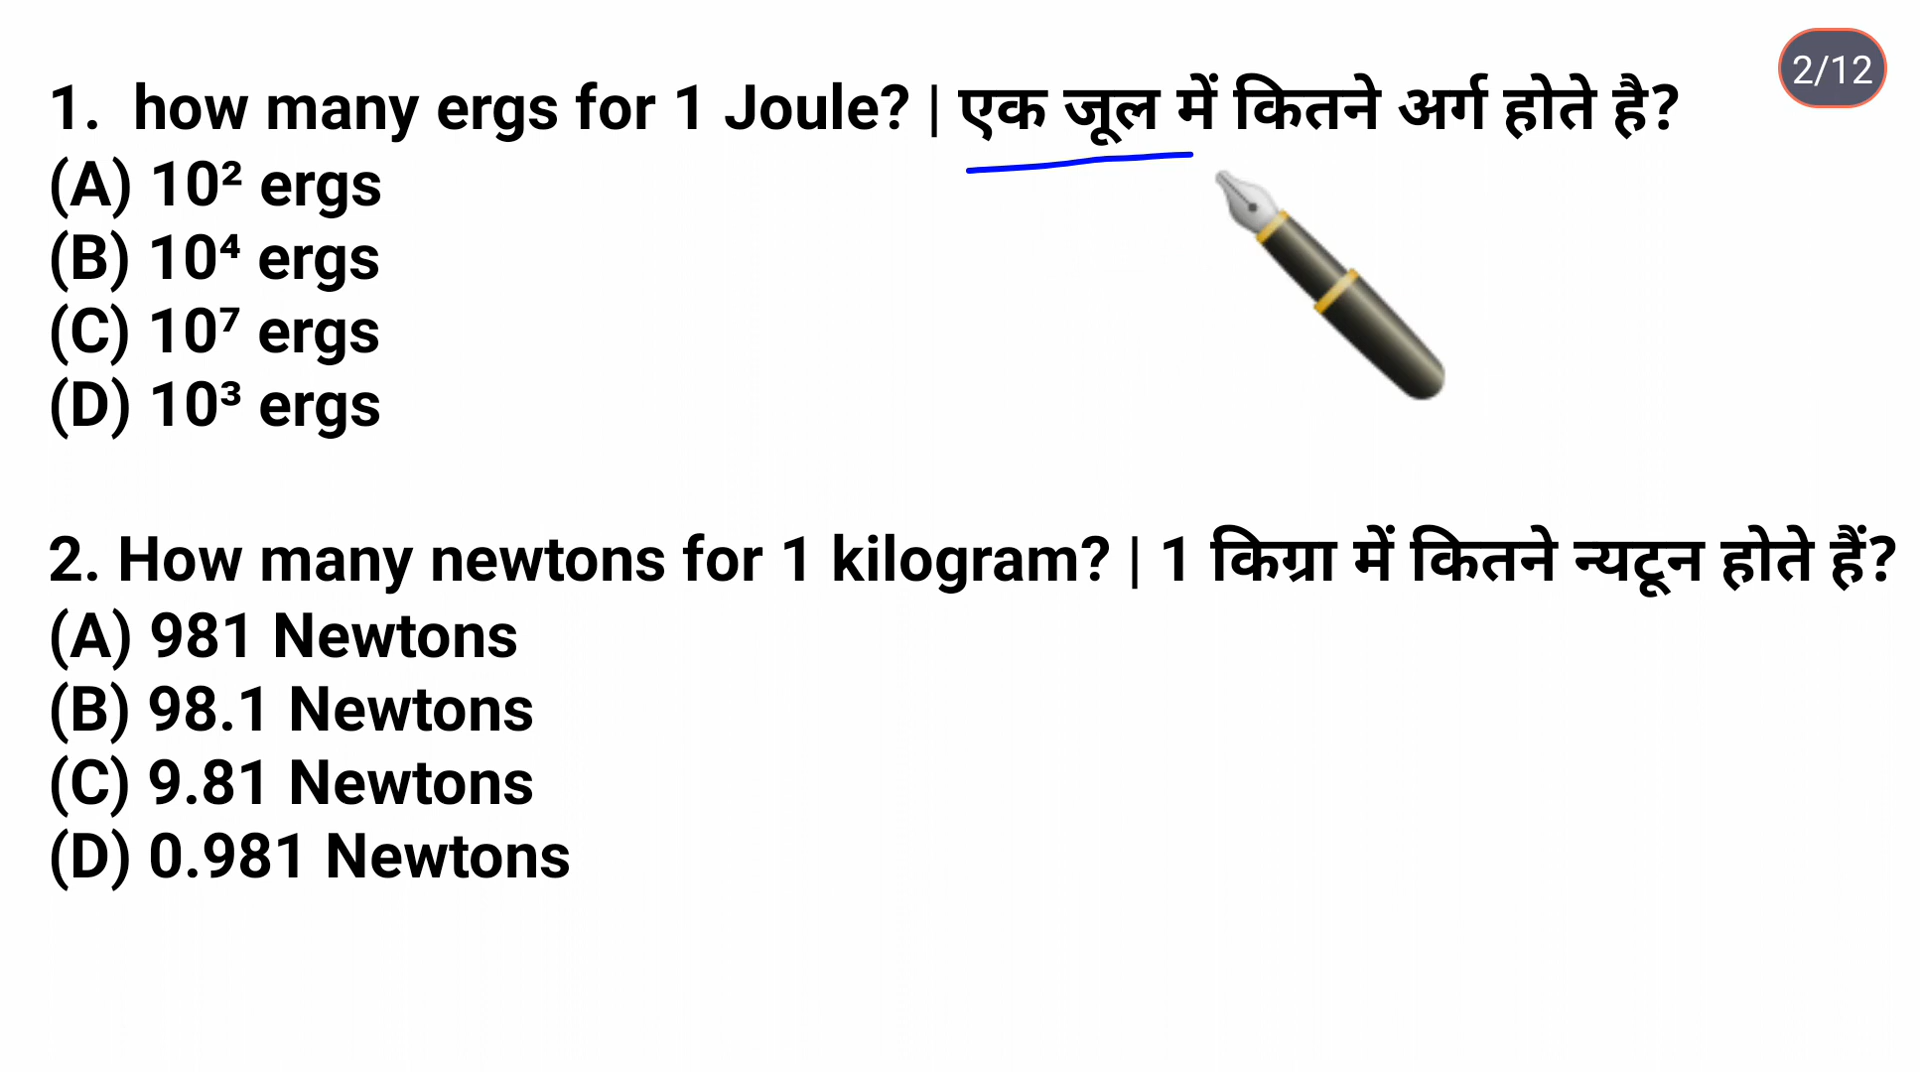 2/12
1. how many ergs for 1 Joule? | एक जूल में कितने अर्ग होते है?
(A) 10² ergs
(B) 10⁴ ergs
(C) 10⁷ ergs
(D) 10³ ergs
2. How many newtons for 1 kilogram? | 1 किग्रा में कितने न्यटून होते हैं?
(A) 981 Newtons
(B) 98.1 Newtons
(C) 9.81 Newtons
(D) 0.981 Newtons